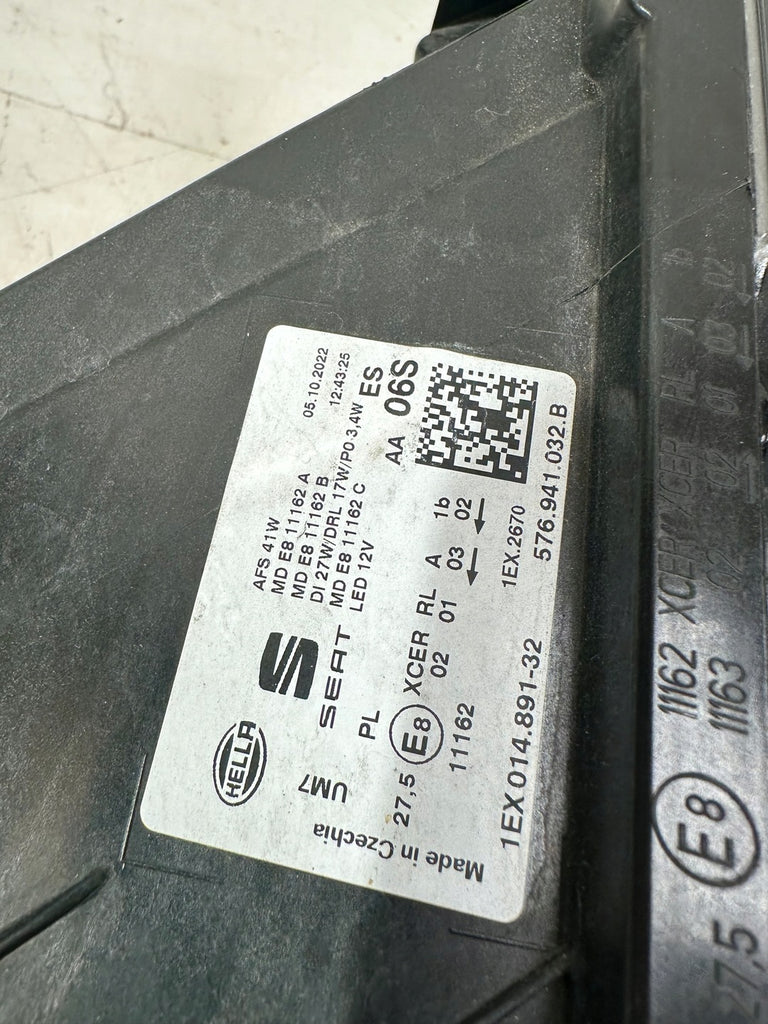 HELLA
SEAT
AFS 41W
MD E8 11162 A
MD E8 11162 B
DI 27W/DRL 17W/PO 3,4W
MD E8 11162 C
LED 12V
05.10.2022
12:43:25
ES
AA 06S
UM7
PL
Made in Czechia
27,5 E8 XCER RL A 1b
11162 02 01 03 02
1EX 014.891-32
1EX.2670
576.941.032.B
27,5 E8 11162 XCER
11163
RL A